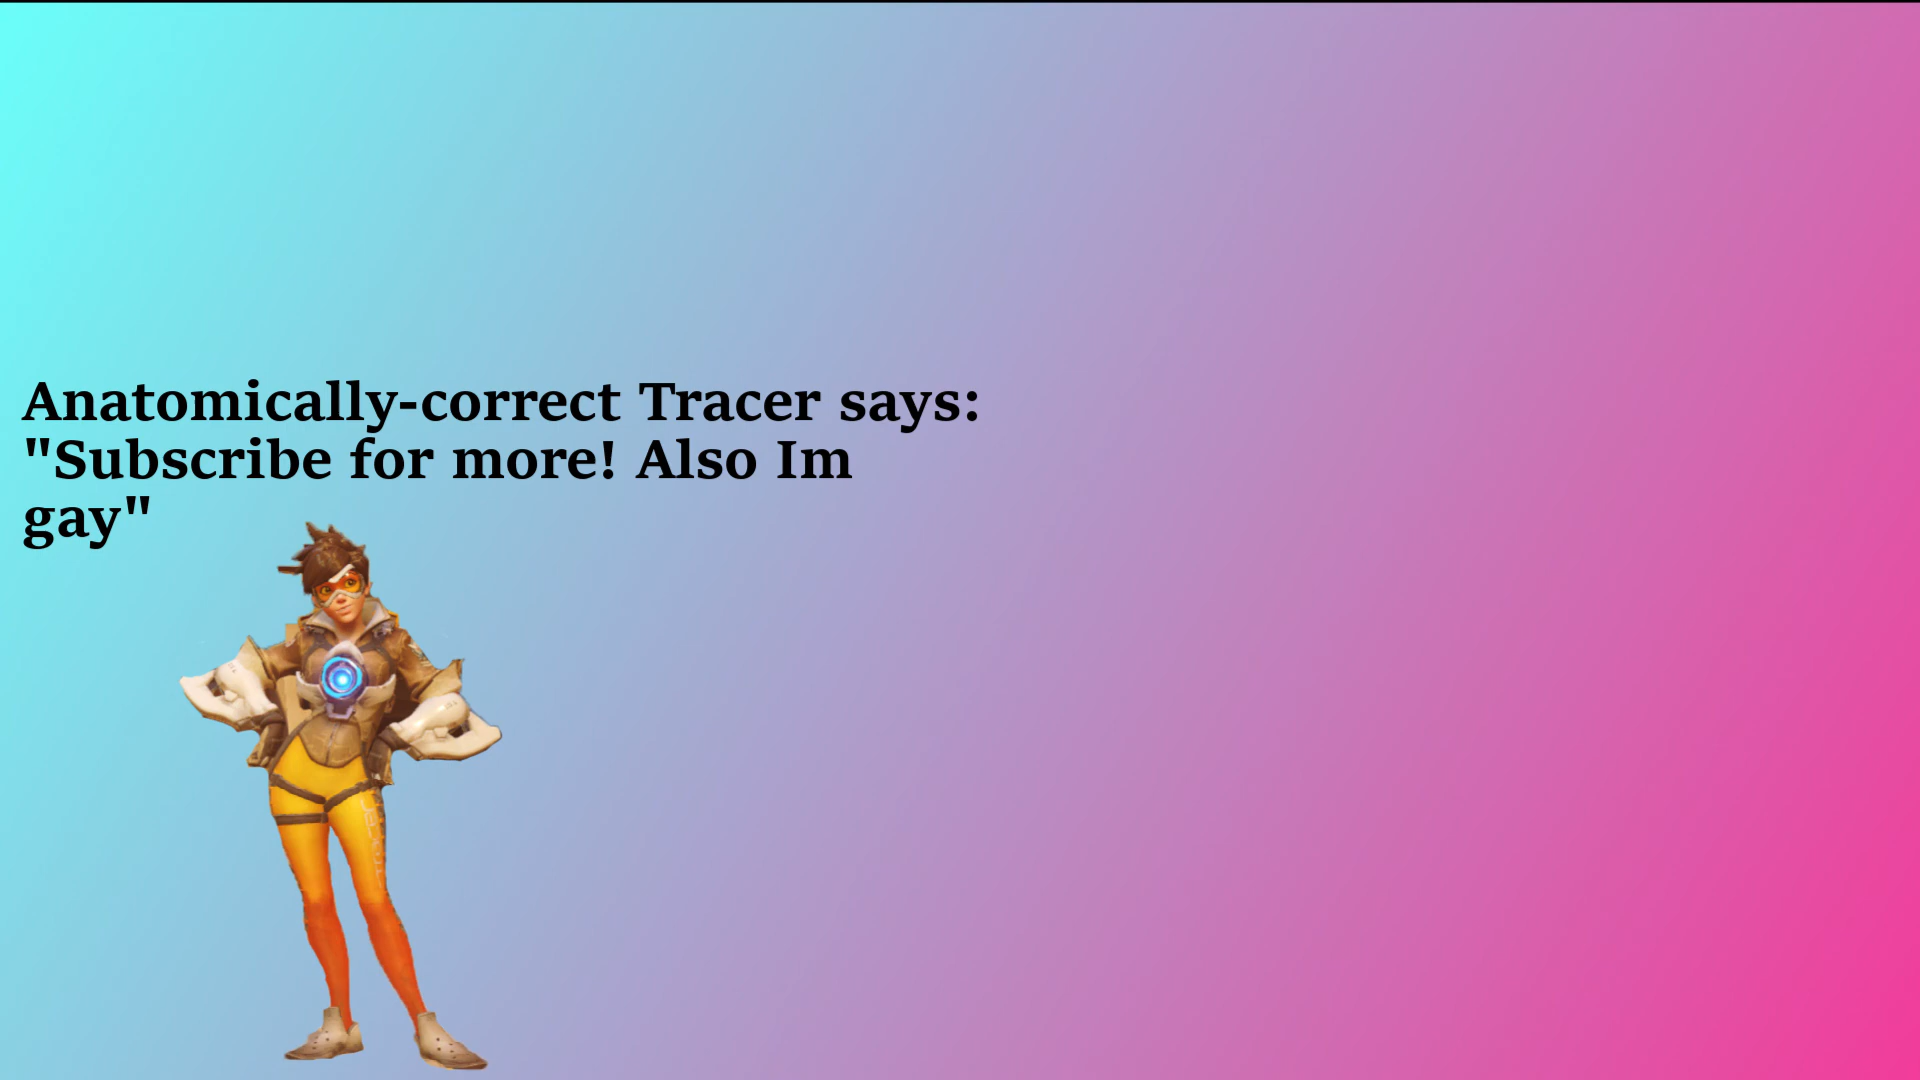 Anatomically-correct Tracer says:
"Subscribe for more! Also Im
gay"